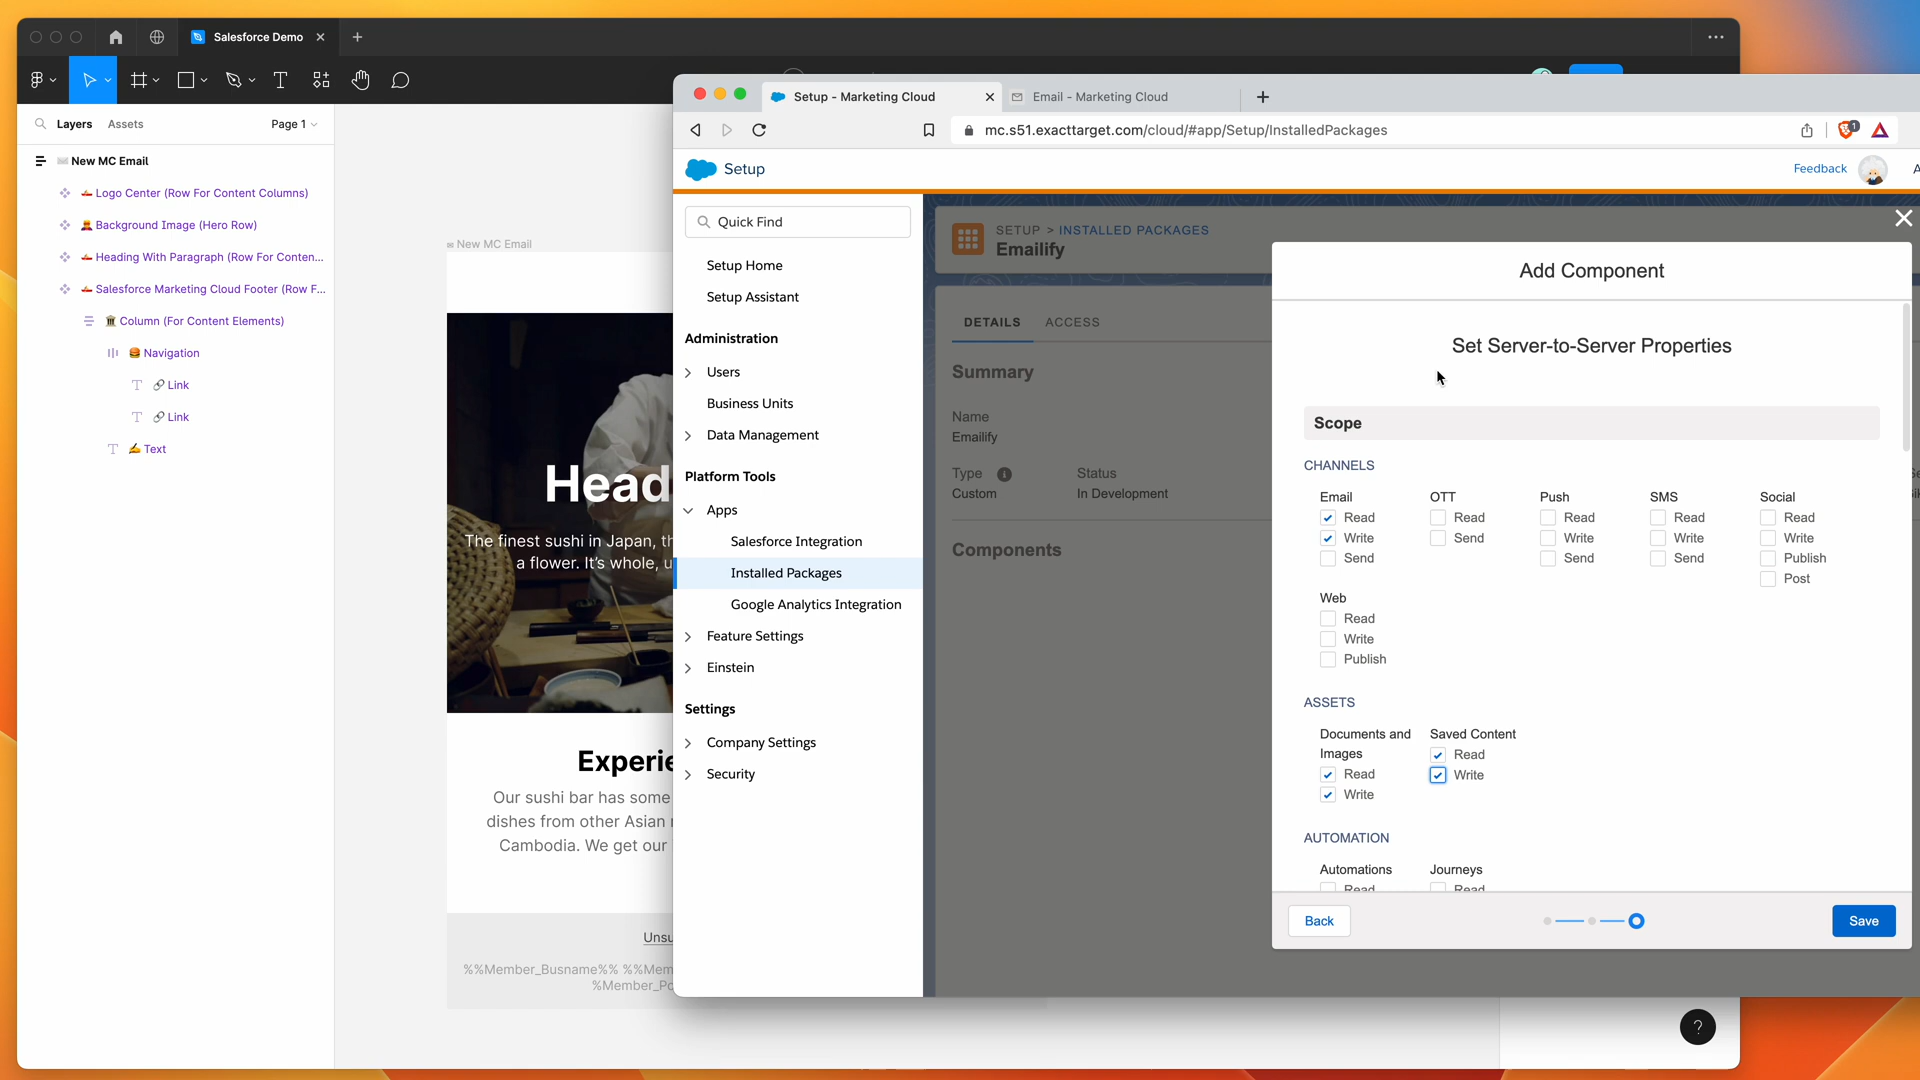 Salesforce Demo
Layers
Assets
Page 1
New MC Email
Logo Center (Row For Content Columns)
Background Image (Hero Row)
Heading With Paragraph (Row For Conten...
Salesforce Marketing Cloud Footer (Row F...
Column (For Content Elements)
Navigation
Link
Link
Text
New MC Email
Head
The finest sushi in Japan, th
a flower. It's whole, u
Experie
Our sushi bar has some
dishes from other Asian
Cambodia. We get our
Unsu
%%Member_Busname%% %%Mem
%Member_Po
Setup - Marketing Cloud
Email - Marketing Cloud
mc.s51.exacttarget.com/cloud/#app/Setup/InstalledPackages
1
Setup
Feedback
A
Quick Find
Setup Home
Setup Assistant
Administration
Users
Business Units
Data Management
Platform Tools
Apps
Salesforce Integration
Installed Packages
Google Analytics Integration
Feature Settings
Einstein
Settings
Company Settings
Security
SETUP > INSTALLED PACKAGES
Emailify
DETAILS
ACCESS
Summary
Name
Emailify
Type
Status
Custom
In Development
Components
Add Component
Set Server-to-Server Properties
Scope
CHANNELS
Email
OTT
Push
SMS
Social
Read
Read
Read
Read
Read
Write
Send
Write
Write
Write
Send
Send
Send
Publish
Post
Web
Read
Write
Publish
ASSETS
Documents and
Images
Saved Content
Read
Read
Write
Write
AUTOMATION
Automations
Journeys
Read
Read
Back
Save
?